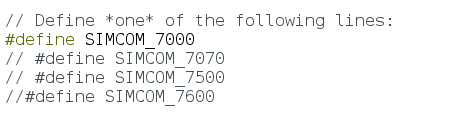 // Define *one* of the following lines:
#define SIMCOM_7000
// #define SIMCOM_7070
// #define SIMCOM_7500
//#define SIMCOM_7600